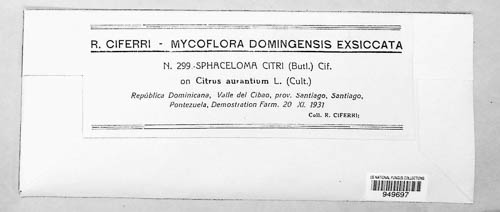 R. CIFERRI - MYCOFLORA DOMINGENSIS EXSICCATA
N. 299.-SPHACELOMA CITRI (Butl.) Cif.
on Citrus aurantium L. (Cult.)
República Dominicana, Valle del Cibao, prov. Santiago, Santiago,
Pontezuela, Demostration Farm. 20 XI. 1931
Coll. R. CIFERRI:
US NATIONAL FUNGUS COLLECTIONS
949697